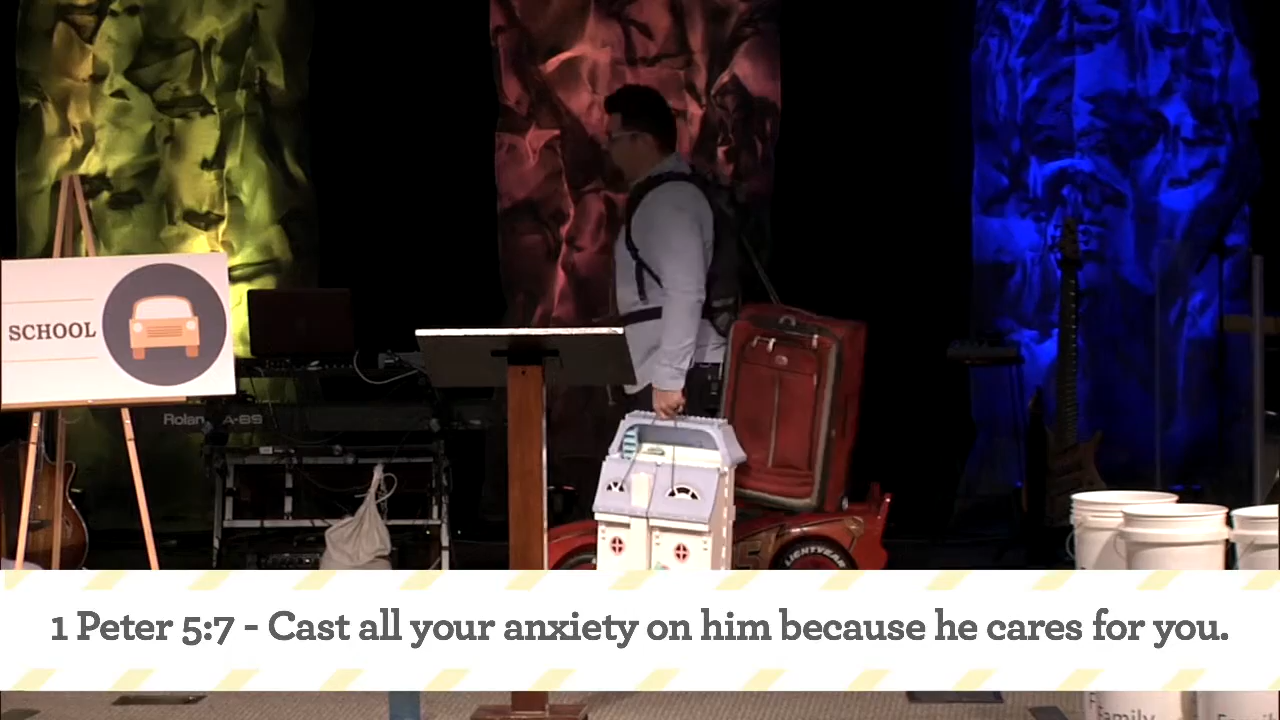 SCHOOL
Roland A-88
LIGHTYEAR
1 Peter 5:7 - Cast all your anxiety on him because he cares for you.
Family